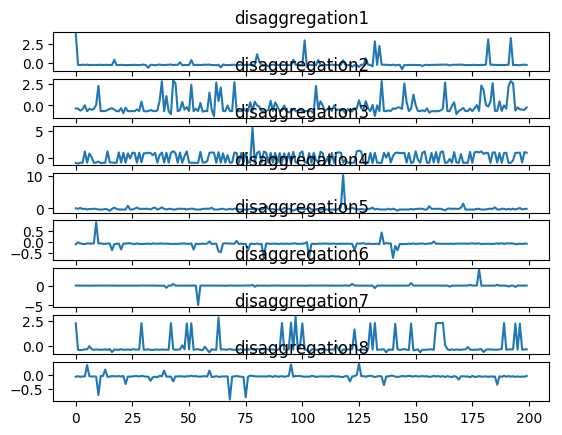 disaggregation1
2.5
0.0
disaggregation2
2.5
0.0
disaggregation3
5
0
disaggregation4
10
0
disaggregation5
0.5
0.0
−0.5
disaggregation6
0
−5
disaggregation7
2.5
0.0
disaggregation8
0.0
−0.5
0 25 50 75 100 125 150 175 200